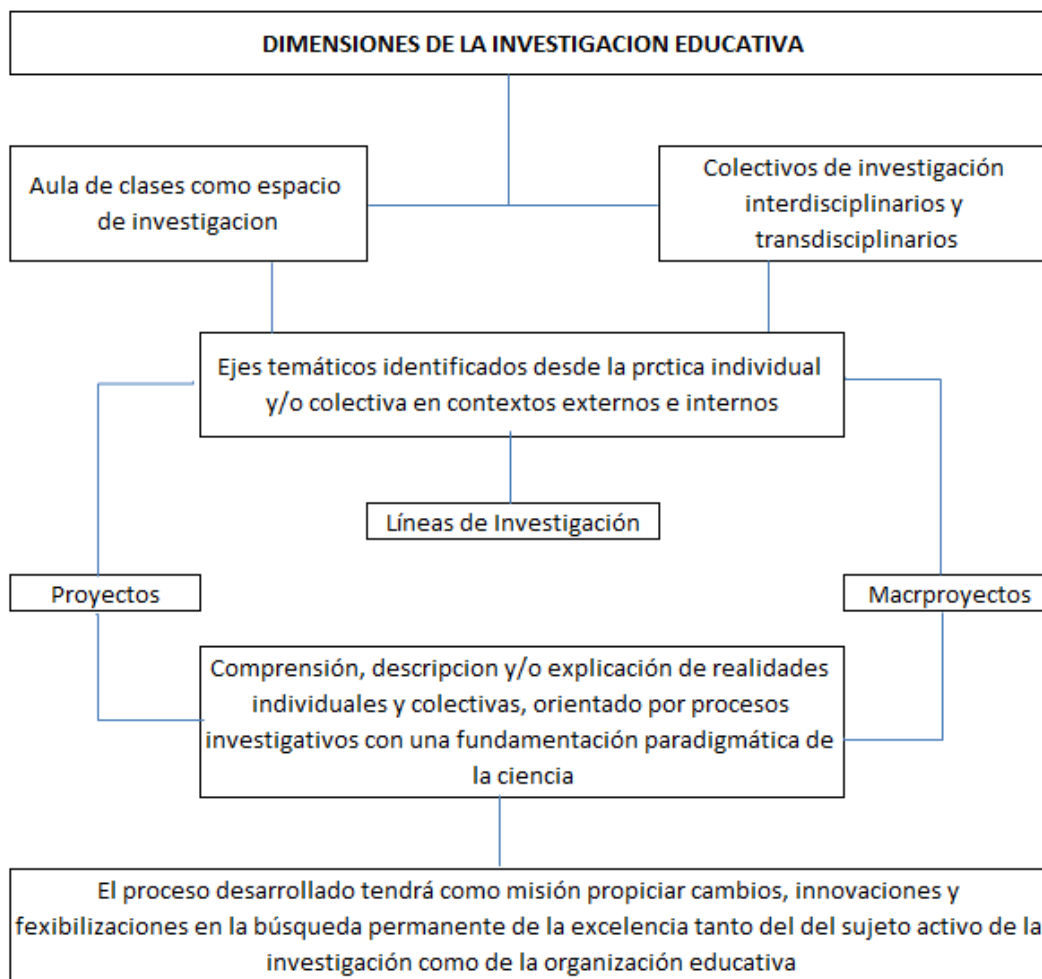 DIMENSIONES DE LA INVESTIGACION EDUCATIVA
Aula de clases como espacio
de investigacion
Colectivos de investigación
interdisciplinarios y
transdisciplinarios
Ejes temáticos identificados desde la prctica individual
y/o colectiva en contextos externos e internos
Líneas de Investigación
Proyectos
Macrproyectos
Comprensión, descripcion y/o explicación de realidades
individuales y colectivas, orientado por procesos
investigativos con una fundamentación paradigmática de
la ciencia
El proceso desarrollado tendrá como misión propiciar cambios, innovaciones y
fexibilizaciones en la búsqueda permanente de la excelencia tanto del del sujeto activo de la
investigación como de la organización educativa